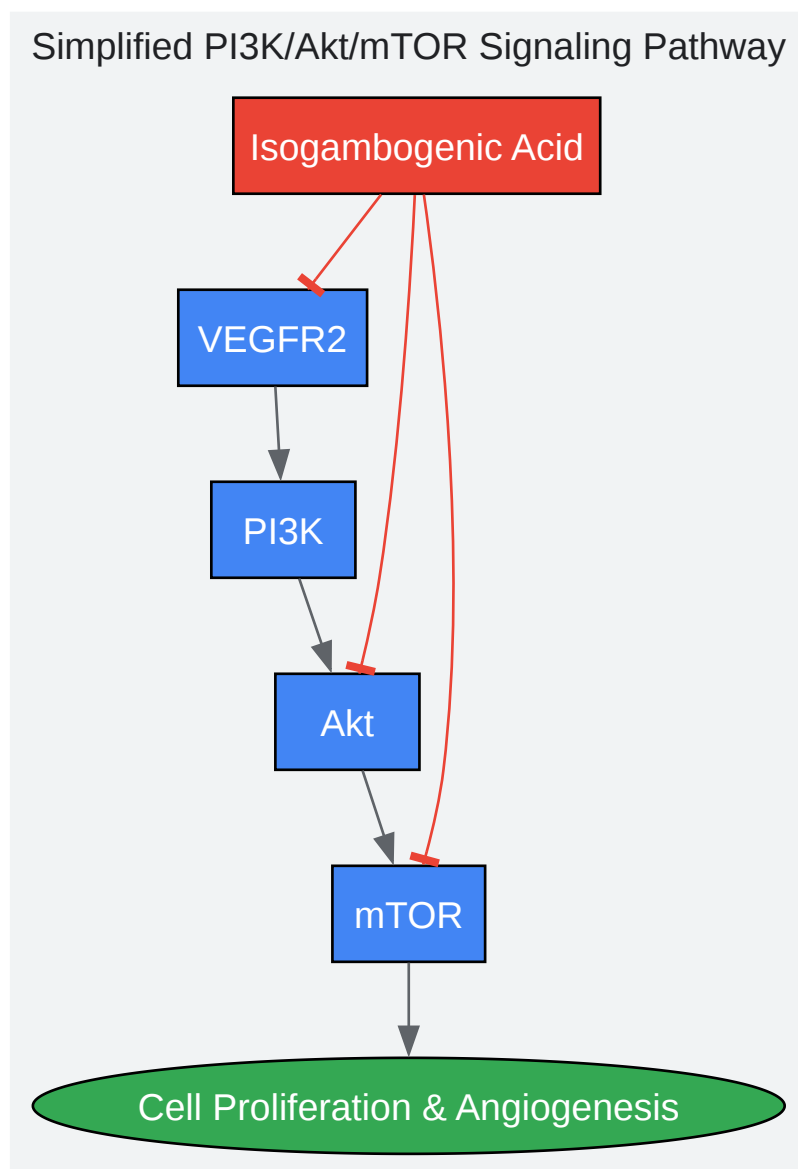 Simplified PI3K/Akt/mTOR Signaling Pathway
Isogambogenic Acid
VEGFR2
PI3K
Akt
mTOR
Cell Proliferation & Angiogenesis